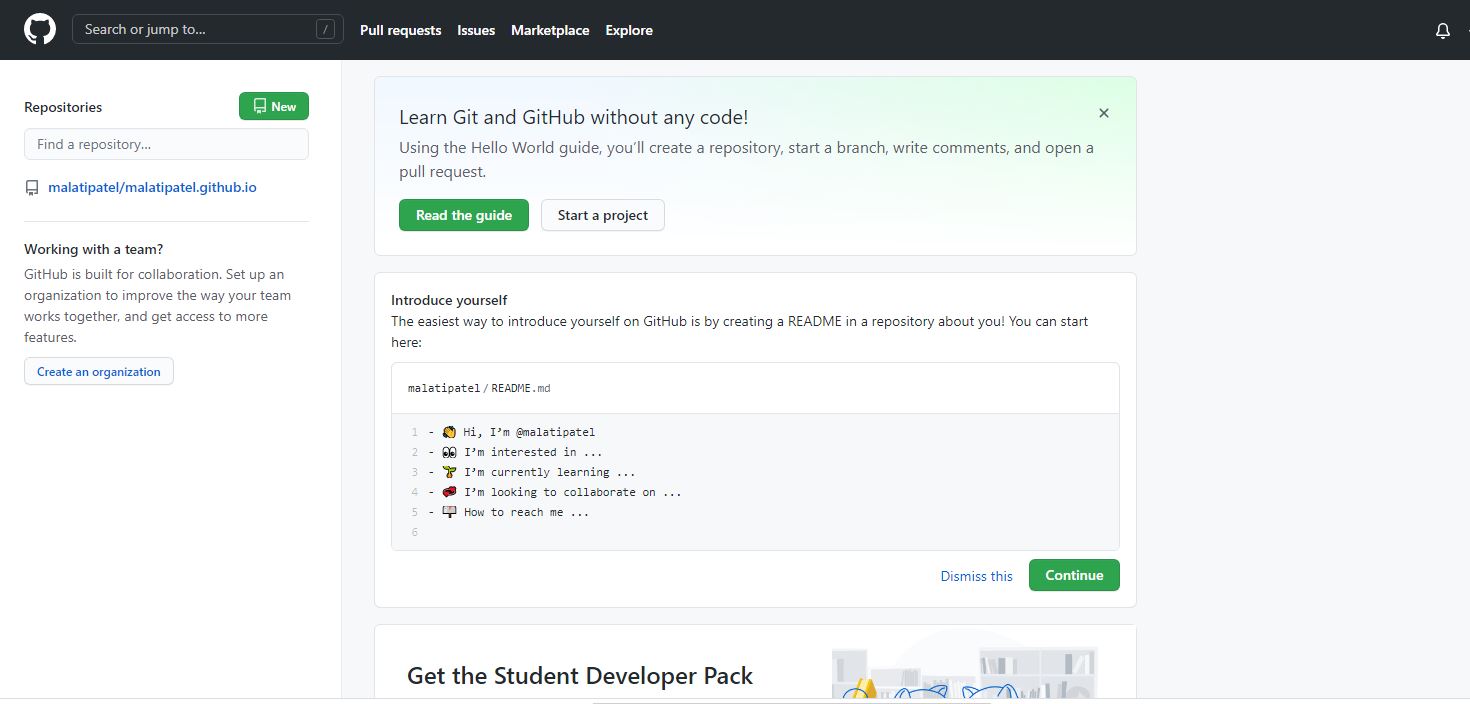 Search or jump to... /
Pull requests
Issues
Marketplace
Explore
Repositories
New
Find a repository...
malatipatel/malatipatel.github.io
Working with a team?
GitHub is built for collaboration. Set up an
organization to improve the way your team
works together, and get access to more
features.
Create an organization
Learn Git and GitHub without any code!
Using the Hello World guide, you’ll create a repository, start a branch, write comments, and open a
pull request.
Read the guide
Start a project
Introduce yourself
The easiest way to introduce yourself on GitHub is by creating a README in a repository about you! You can start
here:
malatipatel/README.md
1 - 👋 Hi, I’m @malatipatel
2 - 👀 I’m interested in ...
3 - 🌱 I’m currently learning ...
4 - 💞️ I’m looking to collaborate on ...
5 - 📫 How to reach me ...
6
Dismiss this
Continue
Get the Student Developer Pack